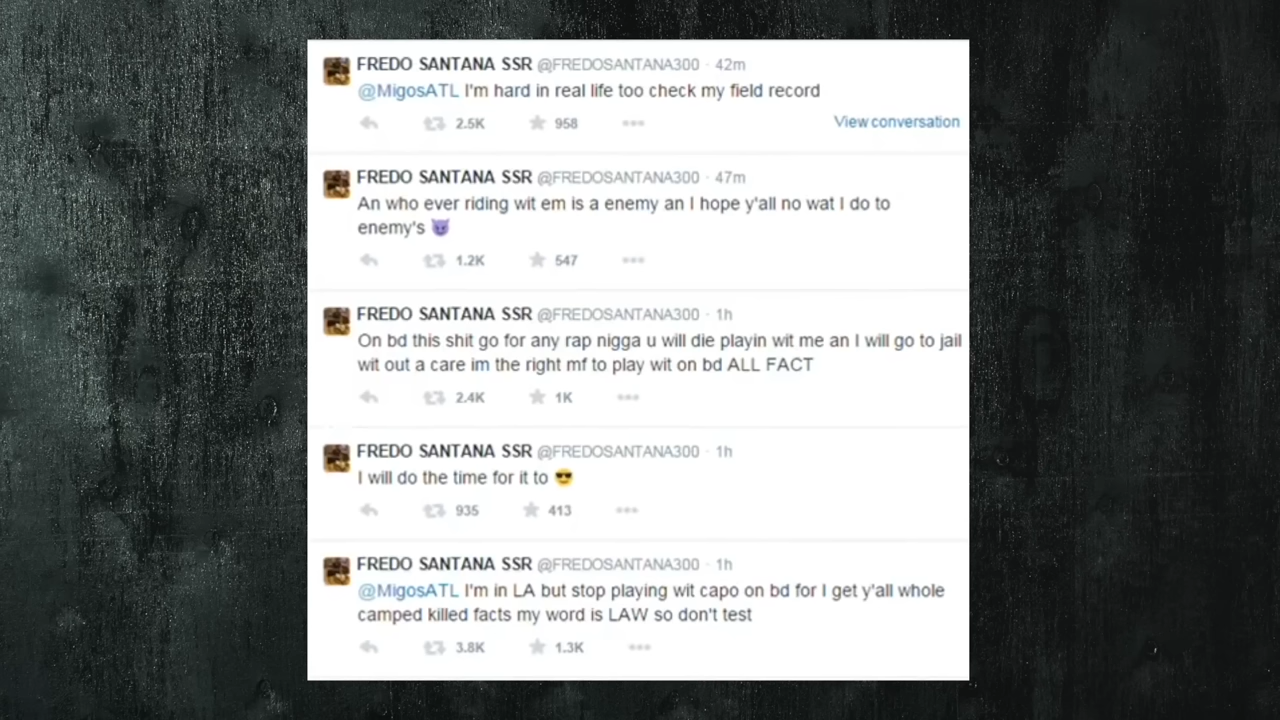 FREDO SANTANA SSR @FREDOSANTANA300 · 42m
@MigosATL I'm hard in real life too check my field record
2.5K 958
View conversation
FREDO SANTANA SSR @FREDOSANTANA300 · 47m
An who ever riding wit em is a enemy an I hope y'all no wat I do to
enemy's 😈
1.2K 547
FREDO SANTANA SSR @FREDOSANTANA300 · 1h
On bd this shit go for any rap nigga u will die playin wit me an I will go to jail
wit out a care im the right mf to play wit on bd ALL FACT
2.4K 1K
FREDO SANTANA SSR @FREDOSANTANA300 · 1h
I will do the time for it to 😎
935 413
FREDO SANTANA SSR @FREDOSANTANA300 · 1h
@MigosATL I'm in LA but stop playing wit capo on bd for I get y'all whole
camped killed facts my word is LAW so don't test
3.8K 1.3K